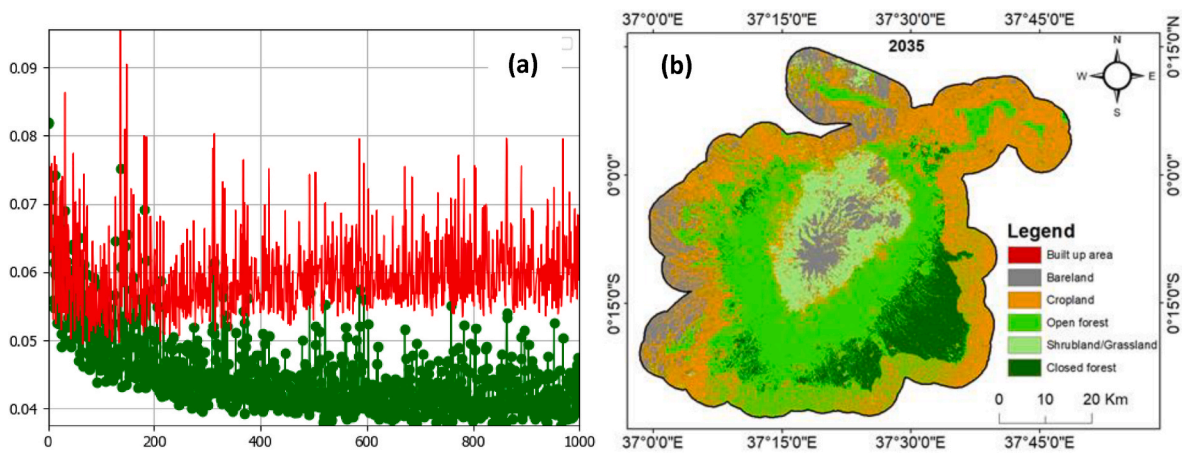 (a)
0.09
0.08
0.07
0.06
0.05
0.04
0 200 400 600 800 1000
37°0'0"E 37°15'0"E 37°30'0"E 37°45'0"E
(b)
2035
N
W E
S
0°15'0"N
0°0'0"
0°0'0"
0°15'0"S
0°15'0"S
Legend
Built up area
Bareland
Cropland
Open forest
Shrubland/Grassland
Closed forest
0 10 20 Km
37°0'0"E 37°15'0"E 37°30'0"E 37°45'0"E